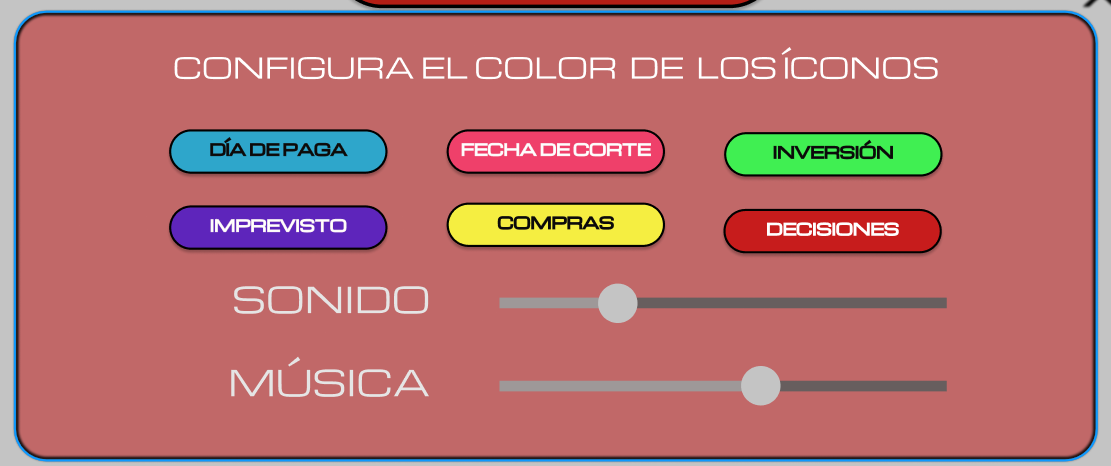 CONFIGURA EL COLOR DE LOS ÍCONOS
DÍA DE PAGA
FECHA DE CORTE
INVERSIÓN
IMPREVISTO
COMPRAS
DECISIONES
SONIDO
MÚSICA